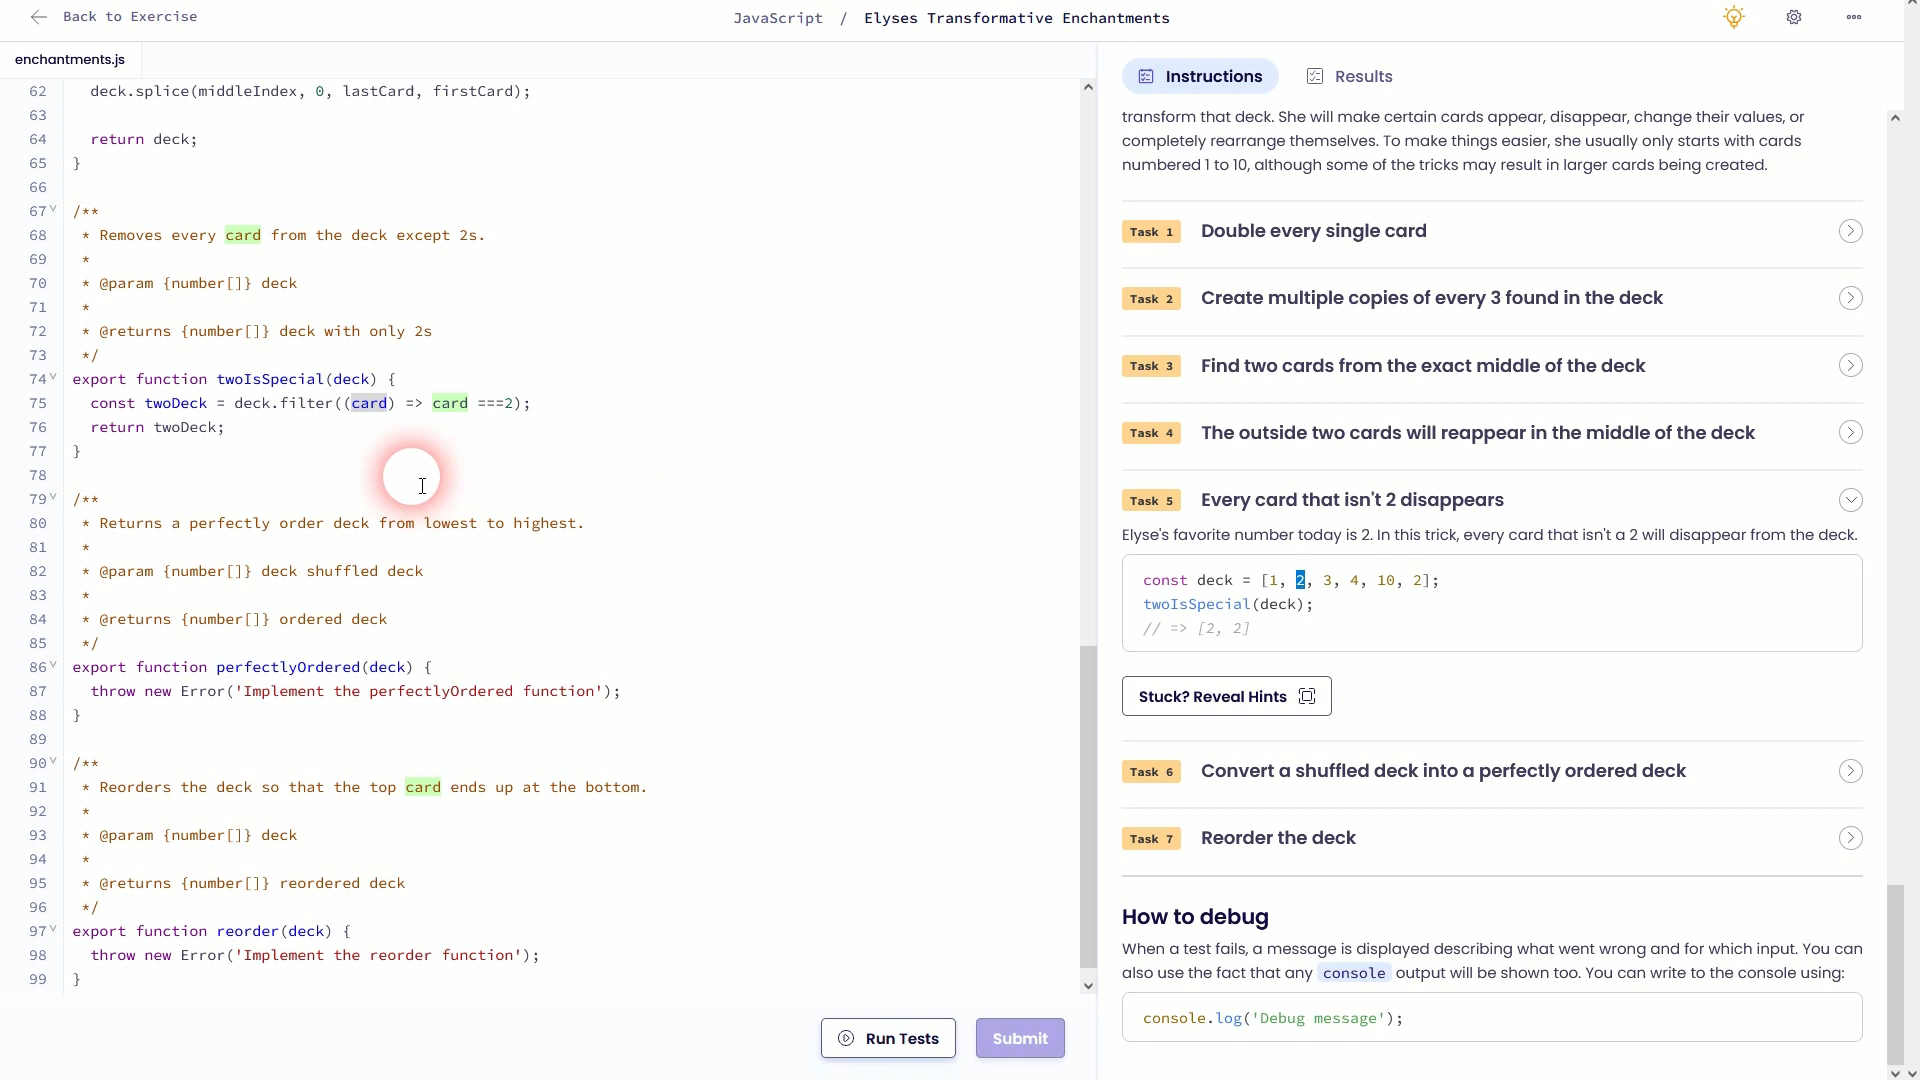 Back to Exercise
JavaScript / Elyses Transformative Enchantments
enchantments.js
62 deck.splice(middleIndex, 0, lastCard, firstCard);
63
64 return deck;
65 }
66
67 /**
68 * Removes every card from the deck except 2s.
69 *
70 * @param {number[]} deck
71 *
72 * @returns {number[]} deck with only 2s
73 */
74 export function twoIsSpecial(deck) {
75 const twoDeck = deck.filter((card) => card ===2);
76 return twoDeck;
77 }
78
79 /**
80 * Returns a perfectly order deck from lowest to highest.
81 *
82 * @param {number[]} deck shuffled deck
83 *
84 * @returns {number[]} ordered deck
85 */
86 export function perfectlyOrdered(deck) {
87 throw new Error('Implement the perfectlyOrdered function');
88 }
89
90 /**
91 * Reorders the deck so that the top card ends up at the bottom.
92 *
93 * @param {number[]} deck
94 *
95 * @returns {number[]} reordered deck
96 */
97 export function reorder(deck) {
98 throw new Error('Implement the reorder function');
99 }
Run Tests
Submit
Instructions
Results
transform that deck. She will make certain cards appear, disappear, change their values, or
completely rearrange themselves. To make things easier, she usually only starts with cards
numbered 1 to 10, although some of the tricks may result in larger cards being created.
Task 1 Double every single card
Task 2 Create multiple copies of every 3 found in the deck
Task 3 Find two cards from the exact middle of the deck
Task 4 The outside two cards will reappear in the middle of the deck
Task 5 Every card that isn't 2 disappears
Elyse's favorite number today is 2. In this trick, every card that isn't a 2 will disappear from the deck.
const deck = [1, 2, 3, 4, 10, 2];
twoIsSpecial(deck);
// => [2, 2]
Stuck? Reveal Hints
Task 6 Convert a shuffled deck into a perfectly ordered deck
Task 7 Reorder the deck
How to debug
When a test fails, a message is displayed describing what went wrong and for which input. You can
also use the fact that any console output will be shown too. You can write to the console using:
console.log('Debug message');